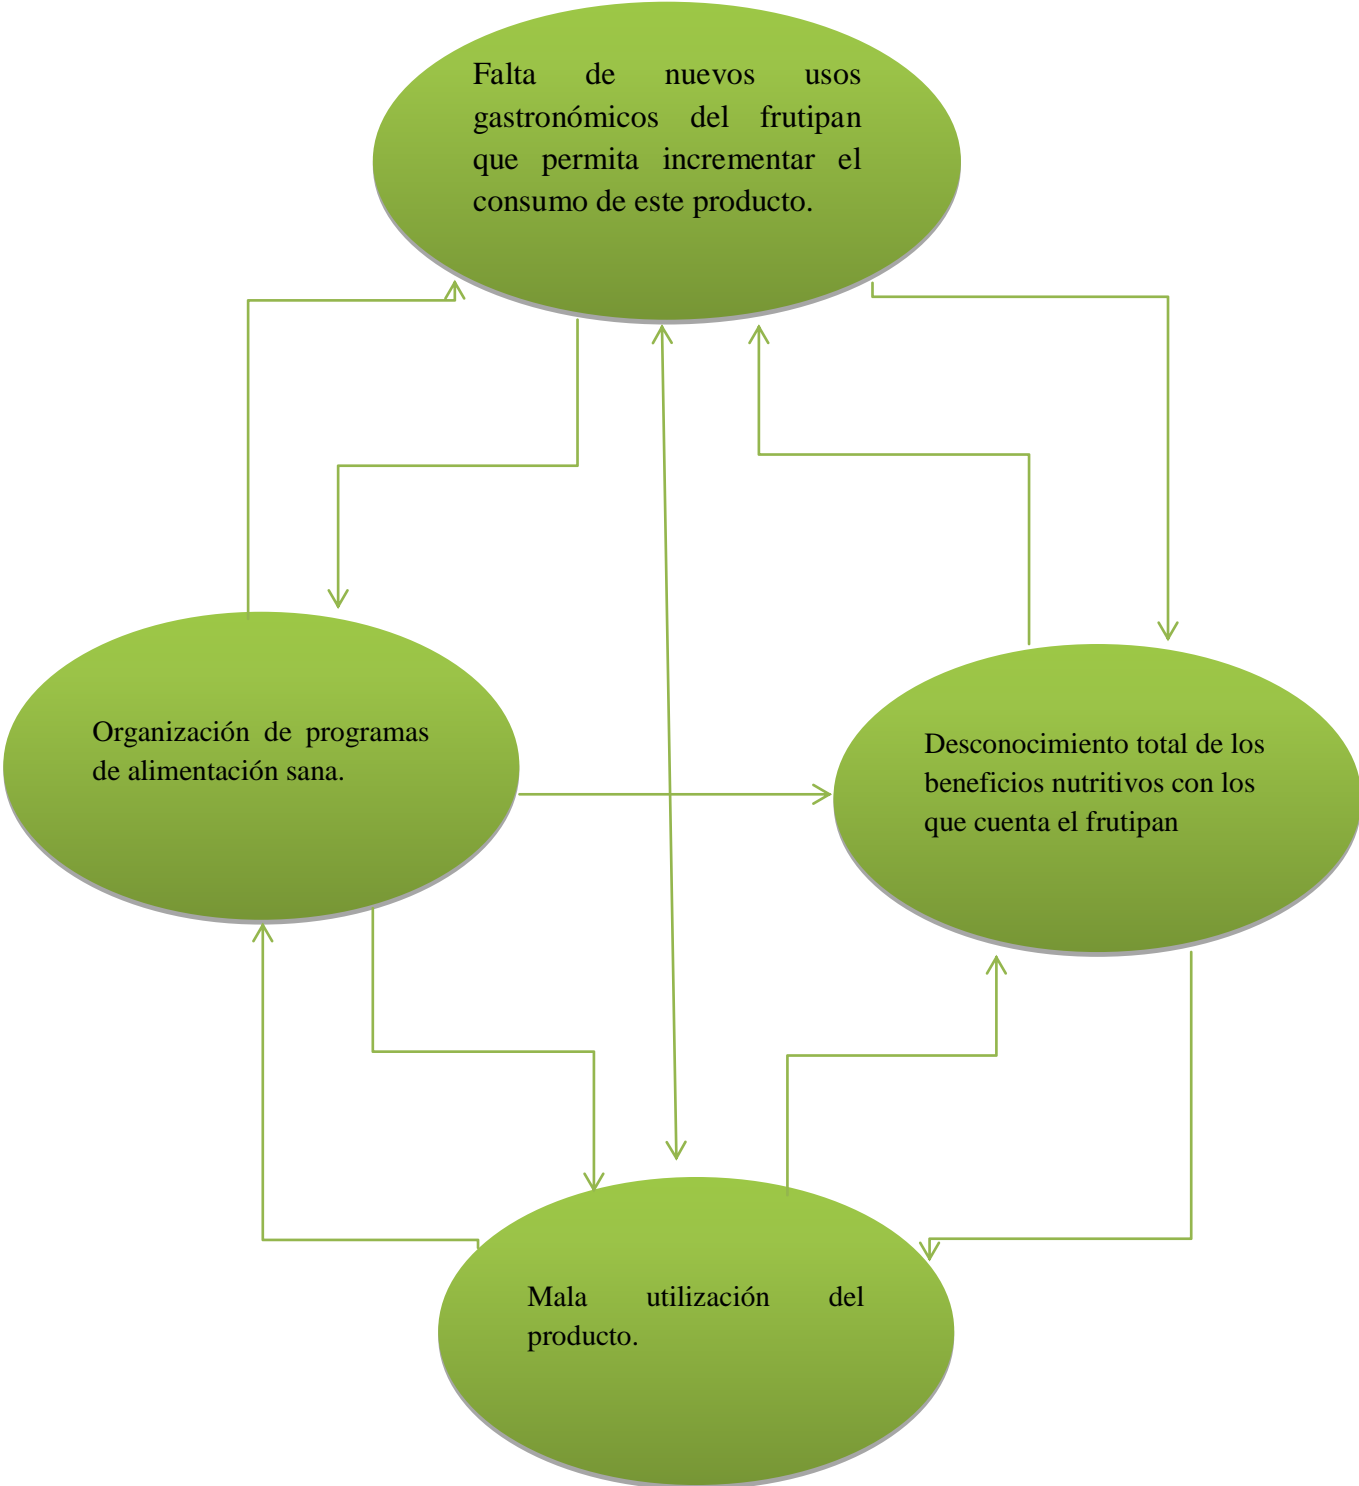 Falta de nuevos usos
gastronómicos del frutipan
que permita incrementar el
consumo de este producto.
Organización de programas
de alimentación sana.
Desconocimiento total de los
beneficios nutritivos con los
que cuenta el frutipan
Mala utilización del
producto.